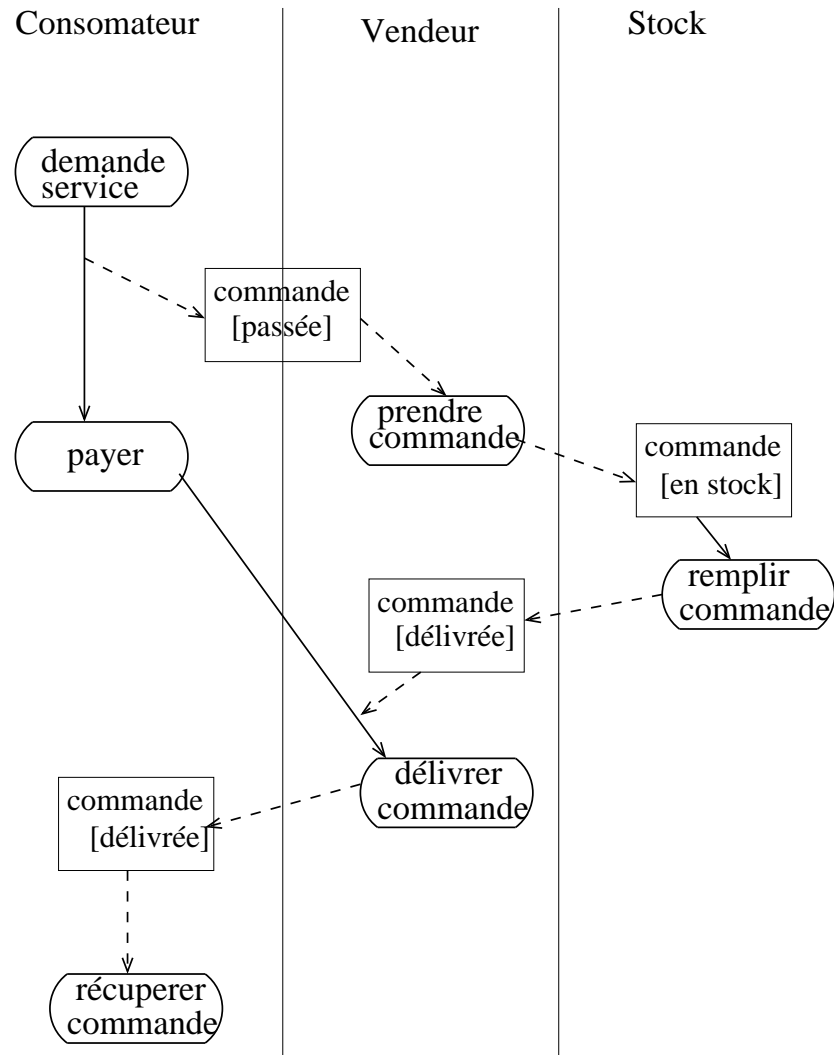 Consomateur
Vendeur
Stock
demande
service
commande
[passée]
prendre
commande
payer
commande
[en stock]
remplir
commande
commande
[délivrée]
délivrer
commande
commande
[délivrée]
récuperer
commande